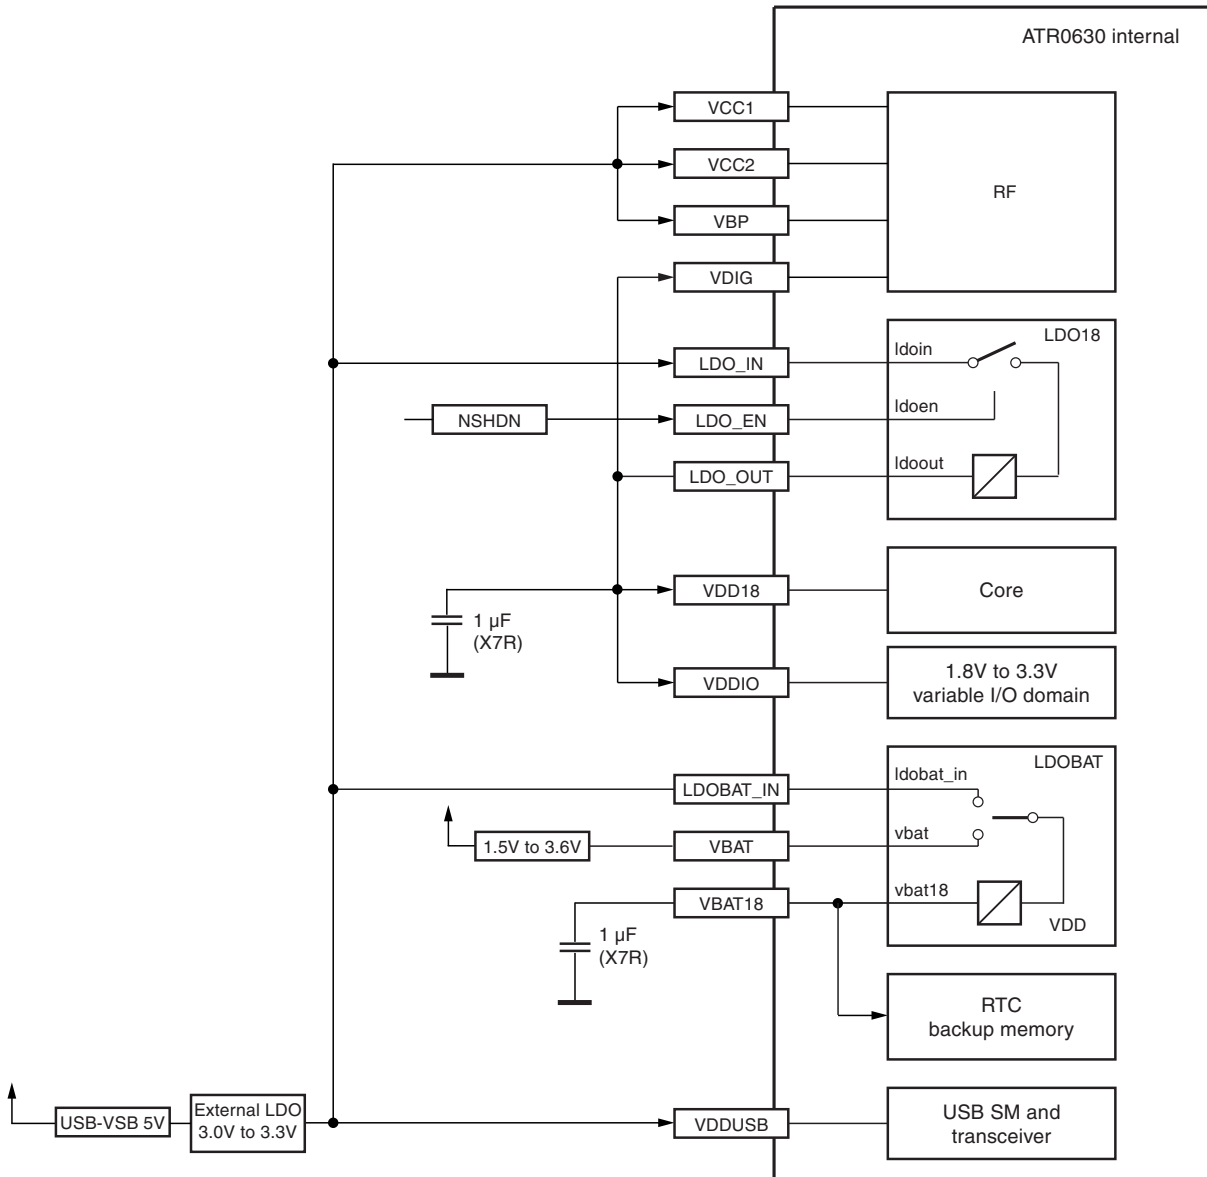 ATR0630 internal
VCC1
VCC2
VBP
VDIG
RF
LDO_IN
LDO_EN
LDO_OUT
NSHDN
LDO18
ldoin
ldoen
ldoout
VDD18
Core
1 µF
(X7R)
VDDIO
1.8V to 3.3V
variable I/O domain
LDOBAT_IN
VBAT
VBAT18
1.5V to 3.6V
LDOBAT
ldobat_in
vbat
vbat18
VDD
1 µF
(X7R)
RTC
backup memory
USB-VSB 5V
External LDO
3.0V to 3.3V
VDDUSB
USB SM and
transceiver